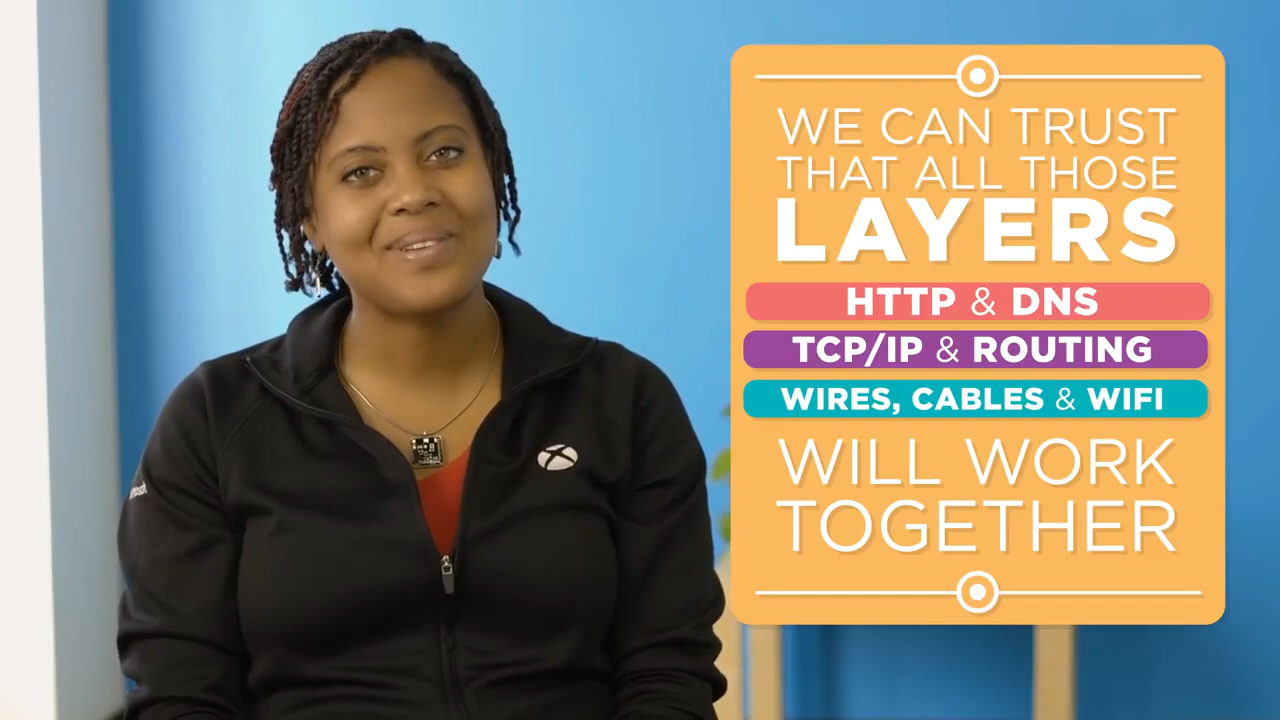 WE CAN TRUST
THAT ALL THOSE
LAYERS
HTTP & DNS
TCP/IP & ROUTING
WIRES, CABLES & WIFI
WILL WORK
TOGETHER